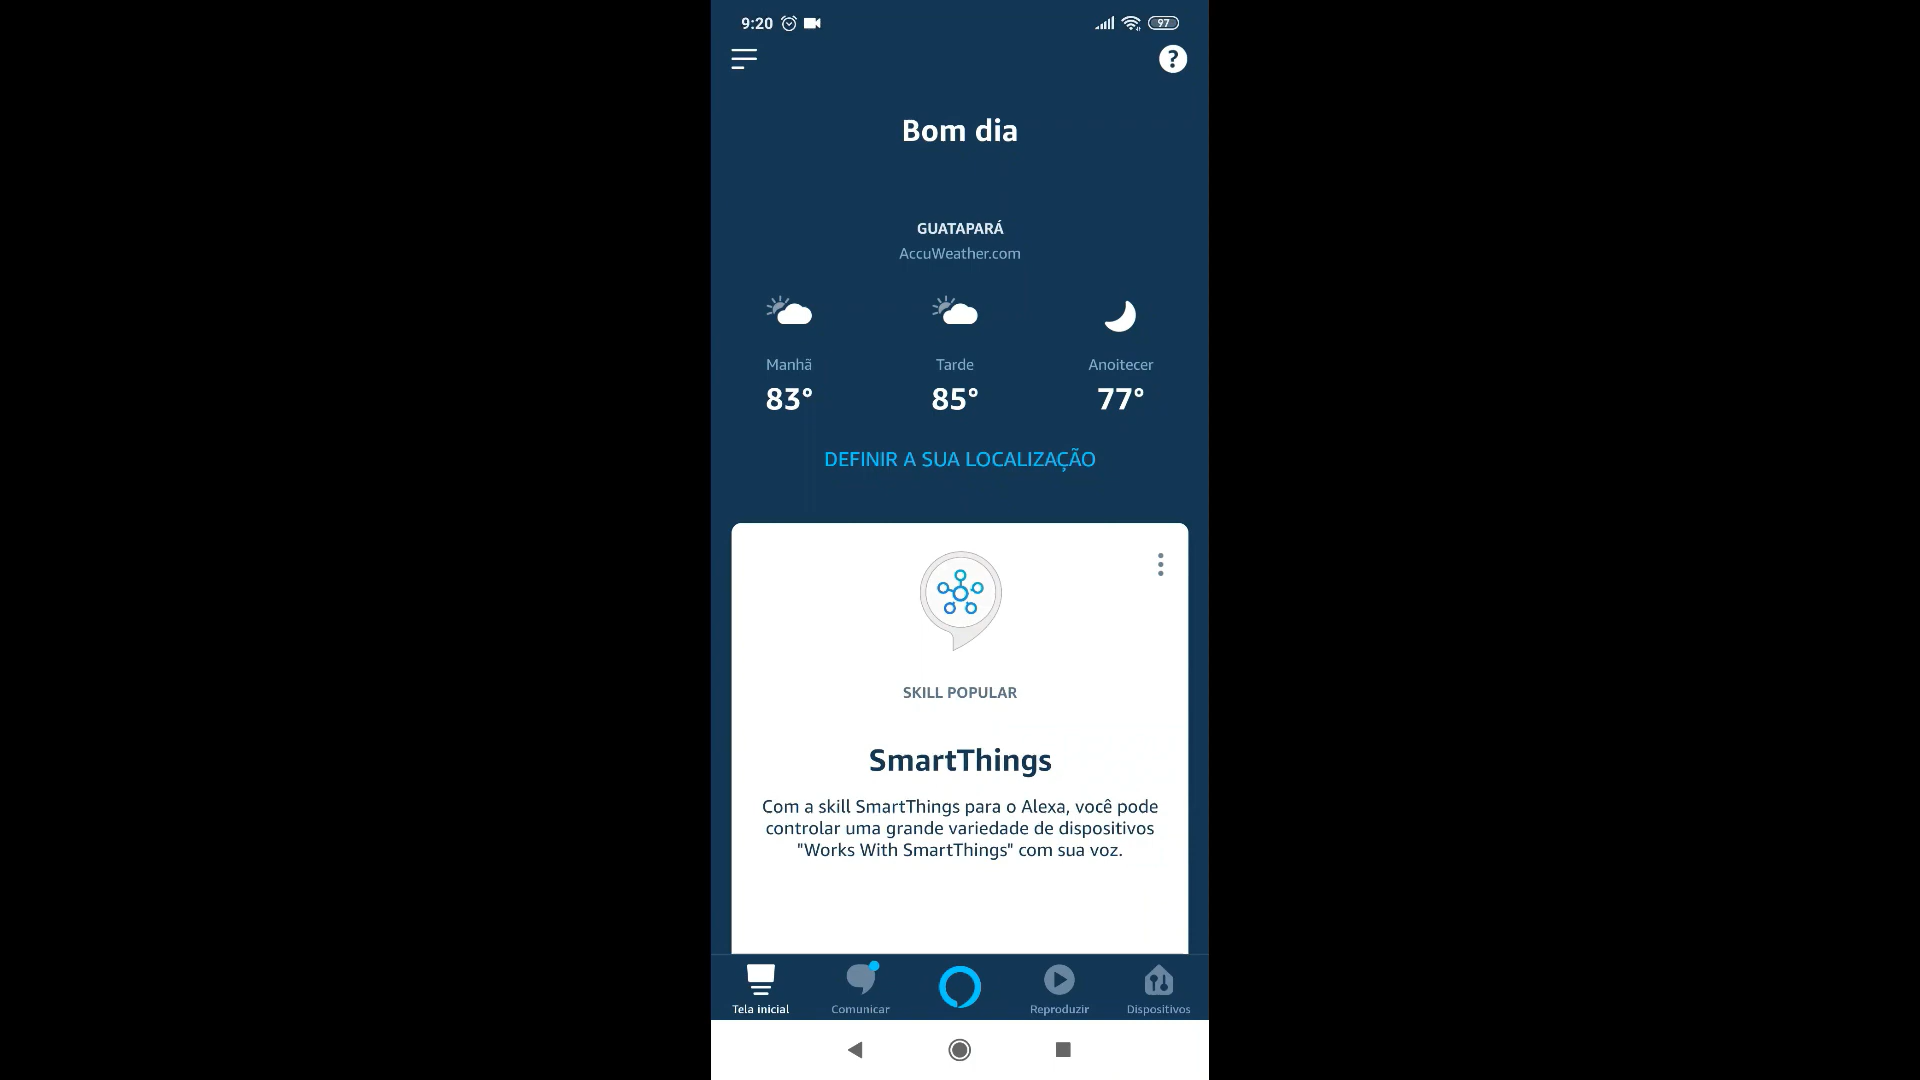 9:20
97
?
Bom dia
GUATAPARÁ
AccuWeather.com
Manhã Tarde Anoitecer
83° 85° 77°
DEFINIR A SUA LOCALIZAÇÃO
SKILL POPULAR
SmartThings
Com a skill SmartThings para o Alexa, você pode
controlar uma grande variedade de dispositivos
"Works With SmartThings" com sua voz.
Tela inicial Comunicar Reproduzir Dispositivos